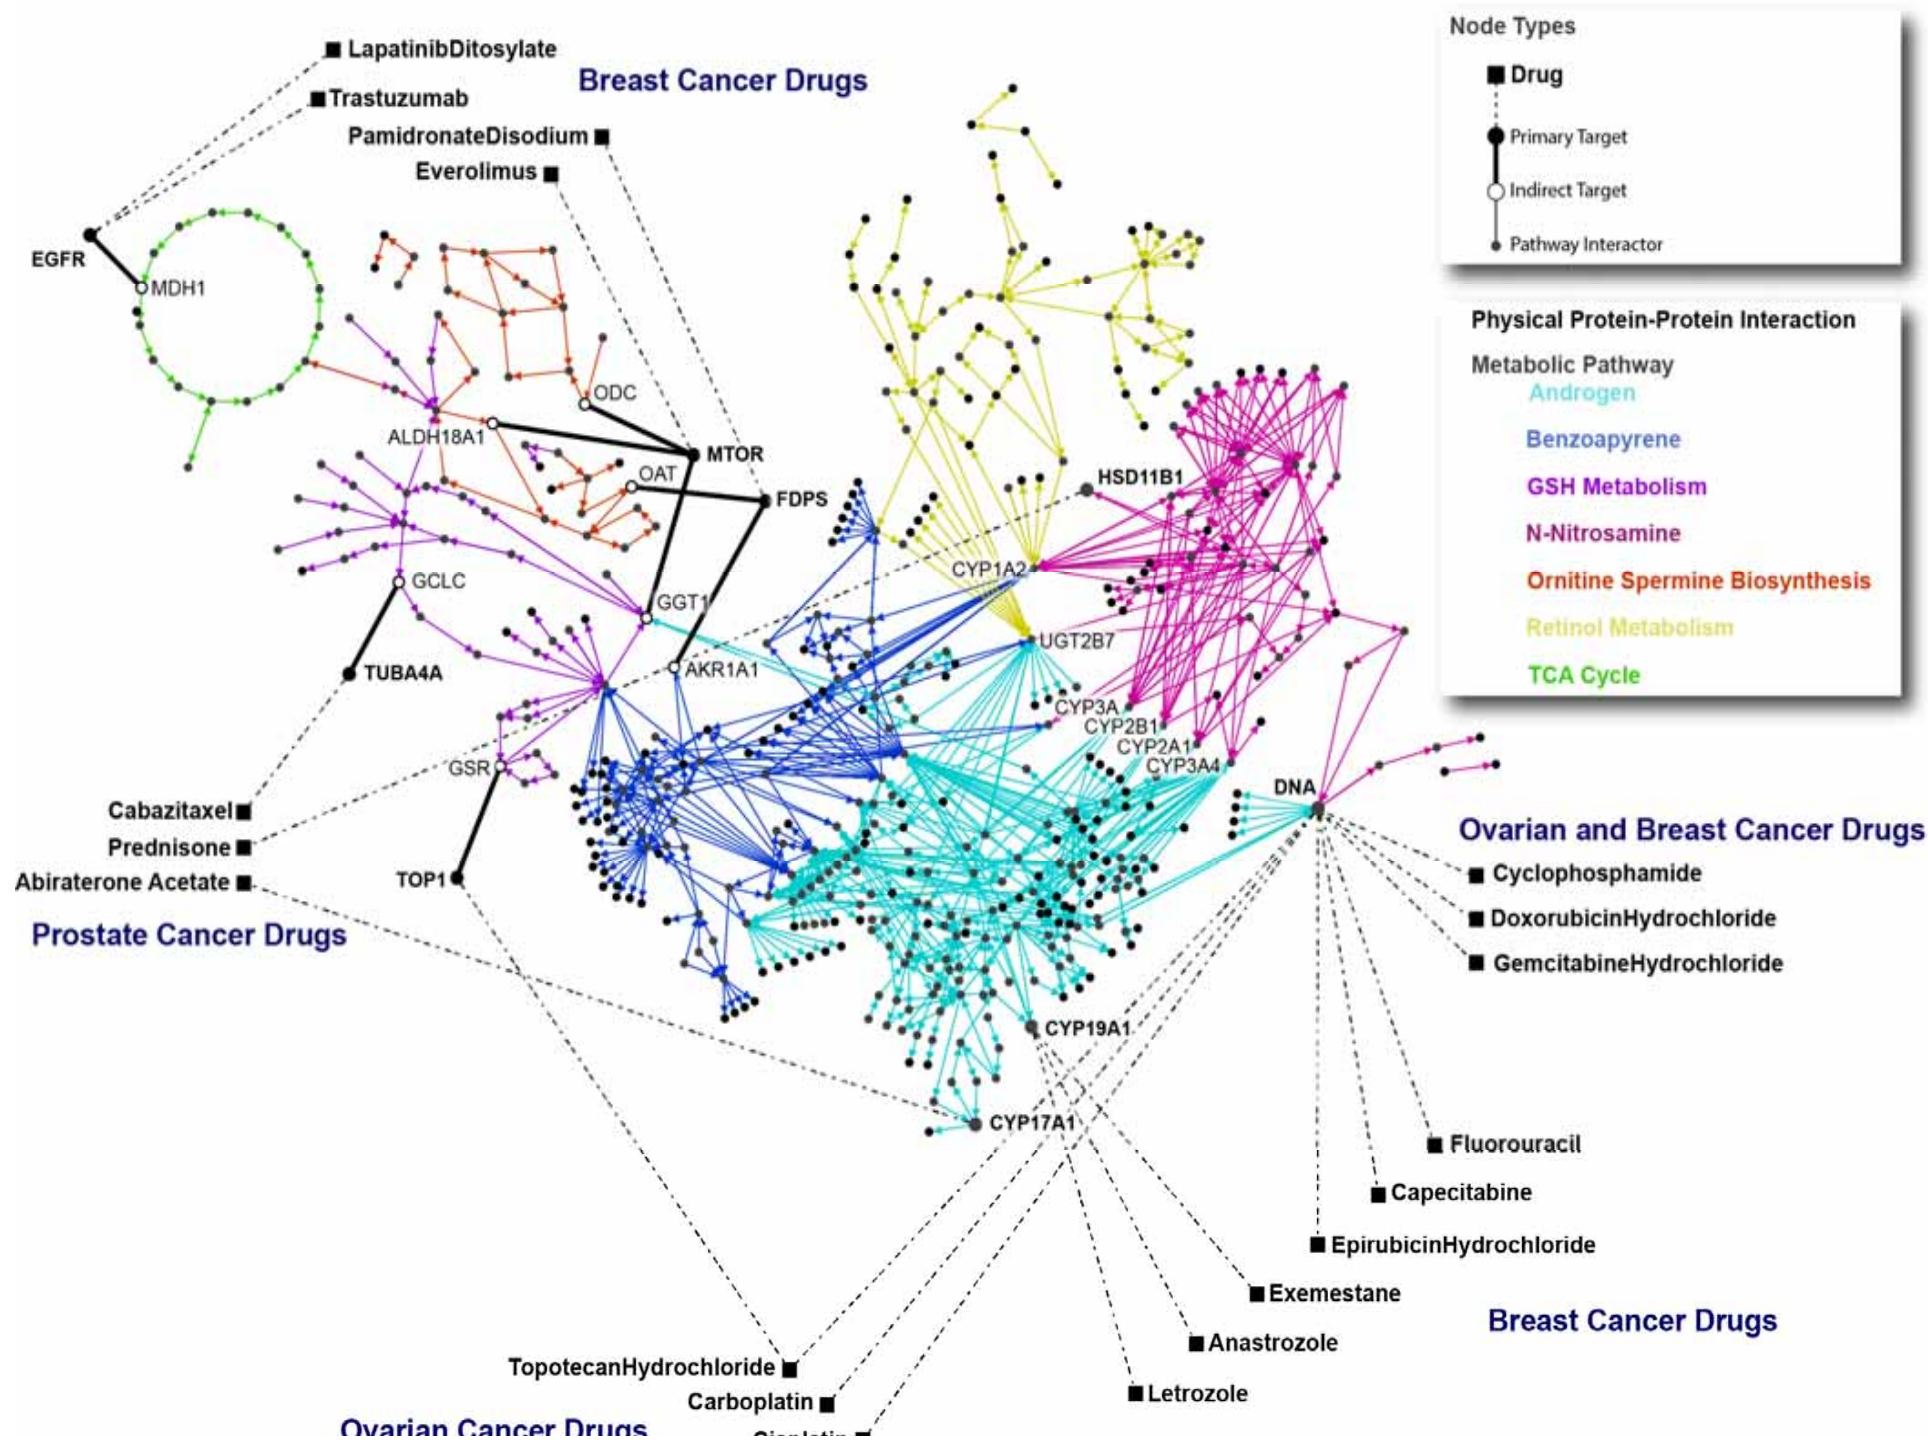 LapatinibDitosylate
Breast Cancer Drugs
Trastuzumab
PamidronateDisodium
Everolimus
EGFR
MDH1
ODC
ALDH18A1
MTOR
OAT
FDPS
HSD11B1
CYP1A2
GCLC
GGT1
UGT2B7
TUBA4A
AKR1A1
CYP3A
CYP2B1
CYP2A1
CYP3A4
GSR
DNA
Cabazitaxel
Prednisone
Abiraterone Acetate
TOP1
Prostate Cancer Drugs
Node Types
Drug
Primary Target
Indirect Target
Pathway Interactor
Physical Protein-Protein Interaction
Metabolic Pathway
Androgen
Benzoapyrene
GSH Metabolism
N-Nitrosamine
Ornitine Spermine Biosynthesis
Retinol Metabolism
TCA Cycle
Ovarian and Breast Cancer Drugs
Cyclophosphamide
DoxorubicinHydrochloride
GemcitabineHydrochloride
CYP19A1
CYP17A1
Fluorouracil
Capecitabine
EpirubicinHydrochloride
Exemestane
Breast Cancer Drugs
Anastrozole
Letrozole
TopotecanHydrochloride
Carboplatin
Ovarian Cancer Drugs